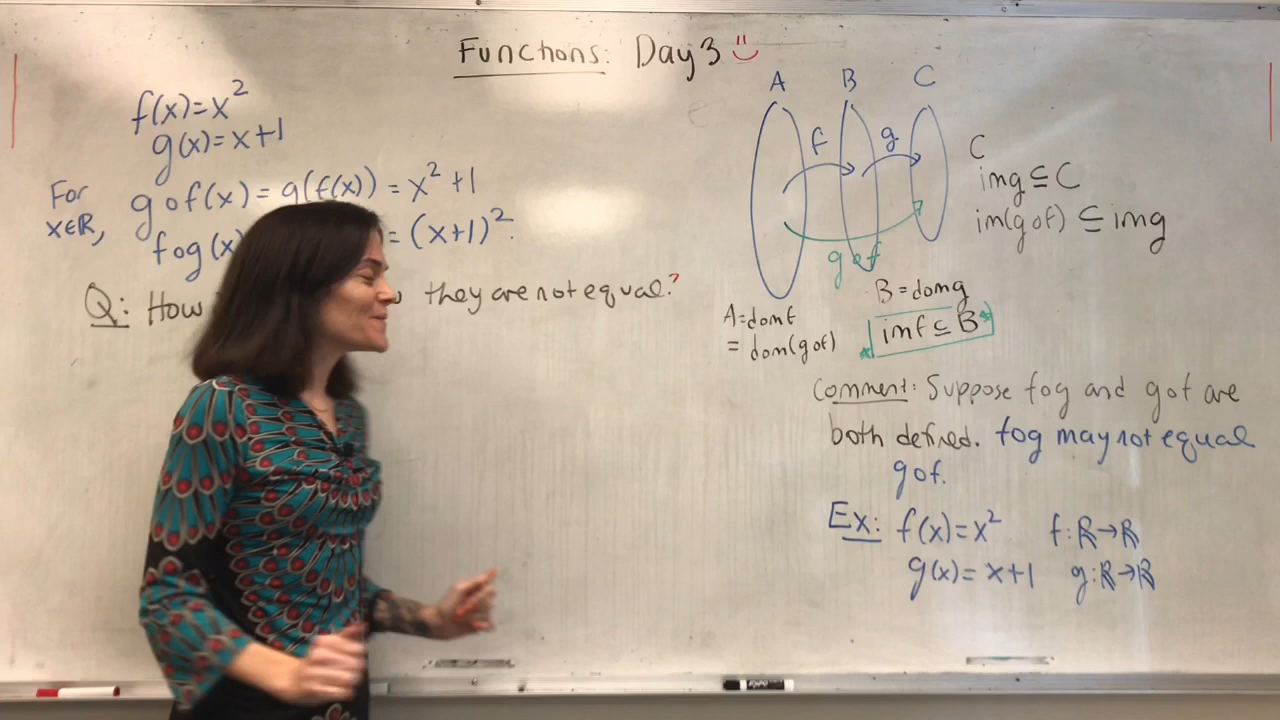 Functions: Day 3
f(x)=x²
g(x)=x+1
For x∈ℝ,
g∘f(x) = g(f(x)) = x²+1
f∘g(x) = (x+1)².
Q: How they are not equal?
A B C
f g
g∘f
A=domf
= dom(g∘f)
B=domg
imf ⊆ B
C
img ⊆ C
im(g∘f) ⊆ img
Comment: Suppose f∘g and g∘f are
both defined. f∘g may not equal
g∘f.
Ex: f(x)=x² f:ℝ→ℝ
g(x)=x+1 g:ℝ→ℝ